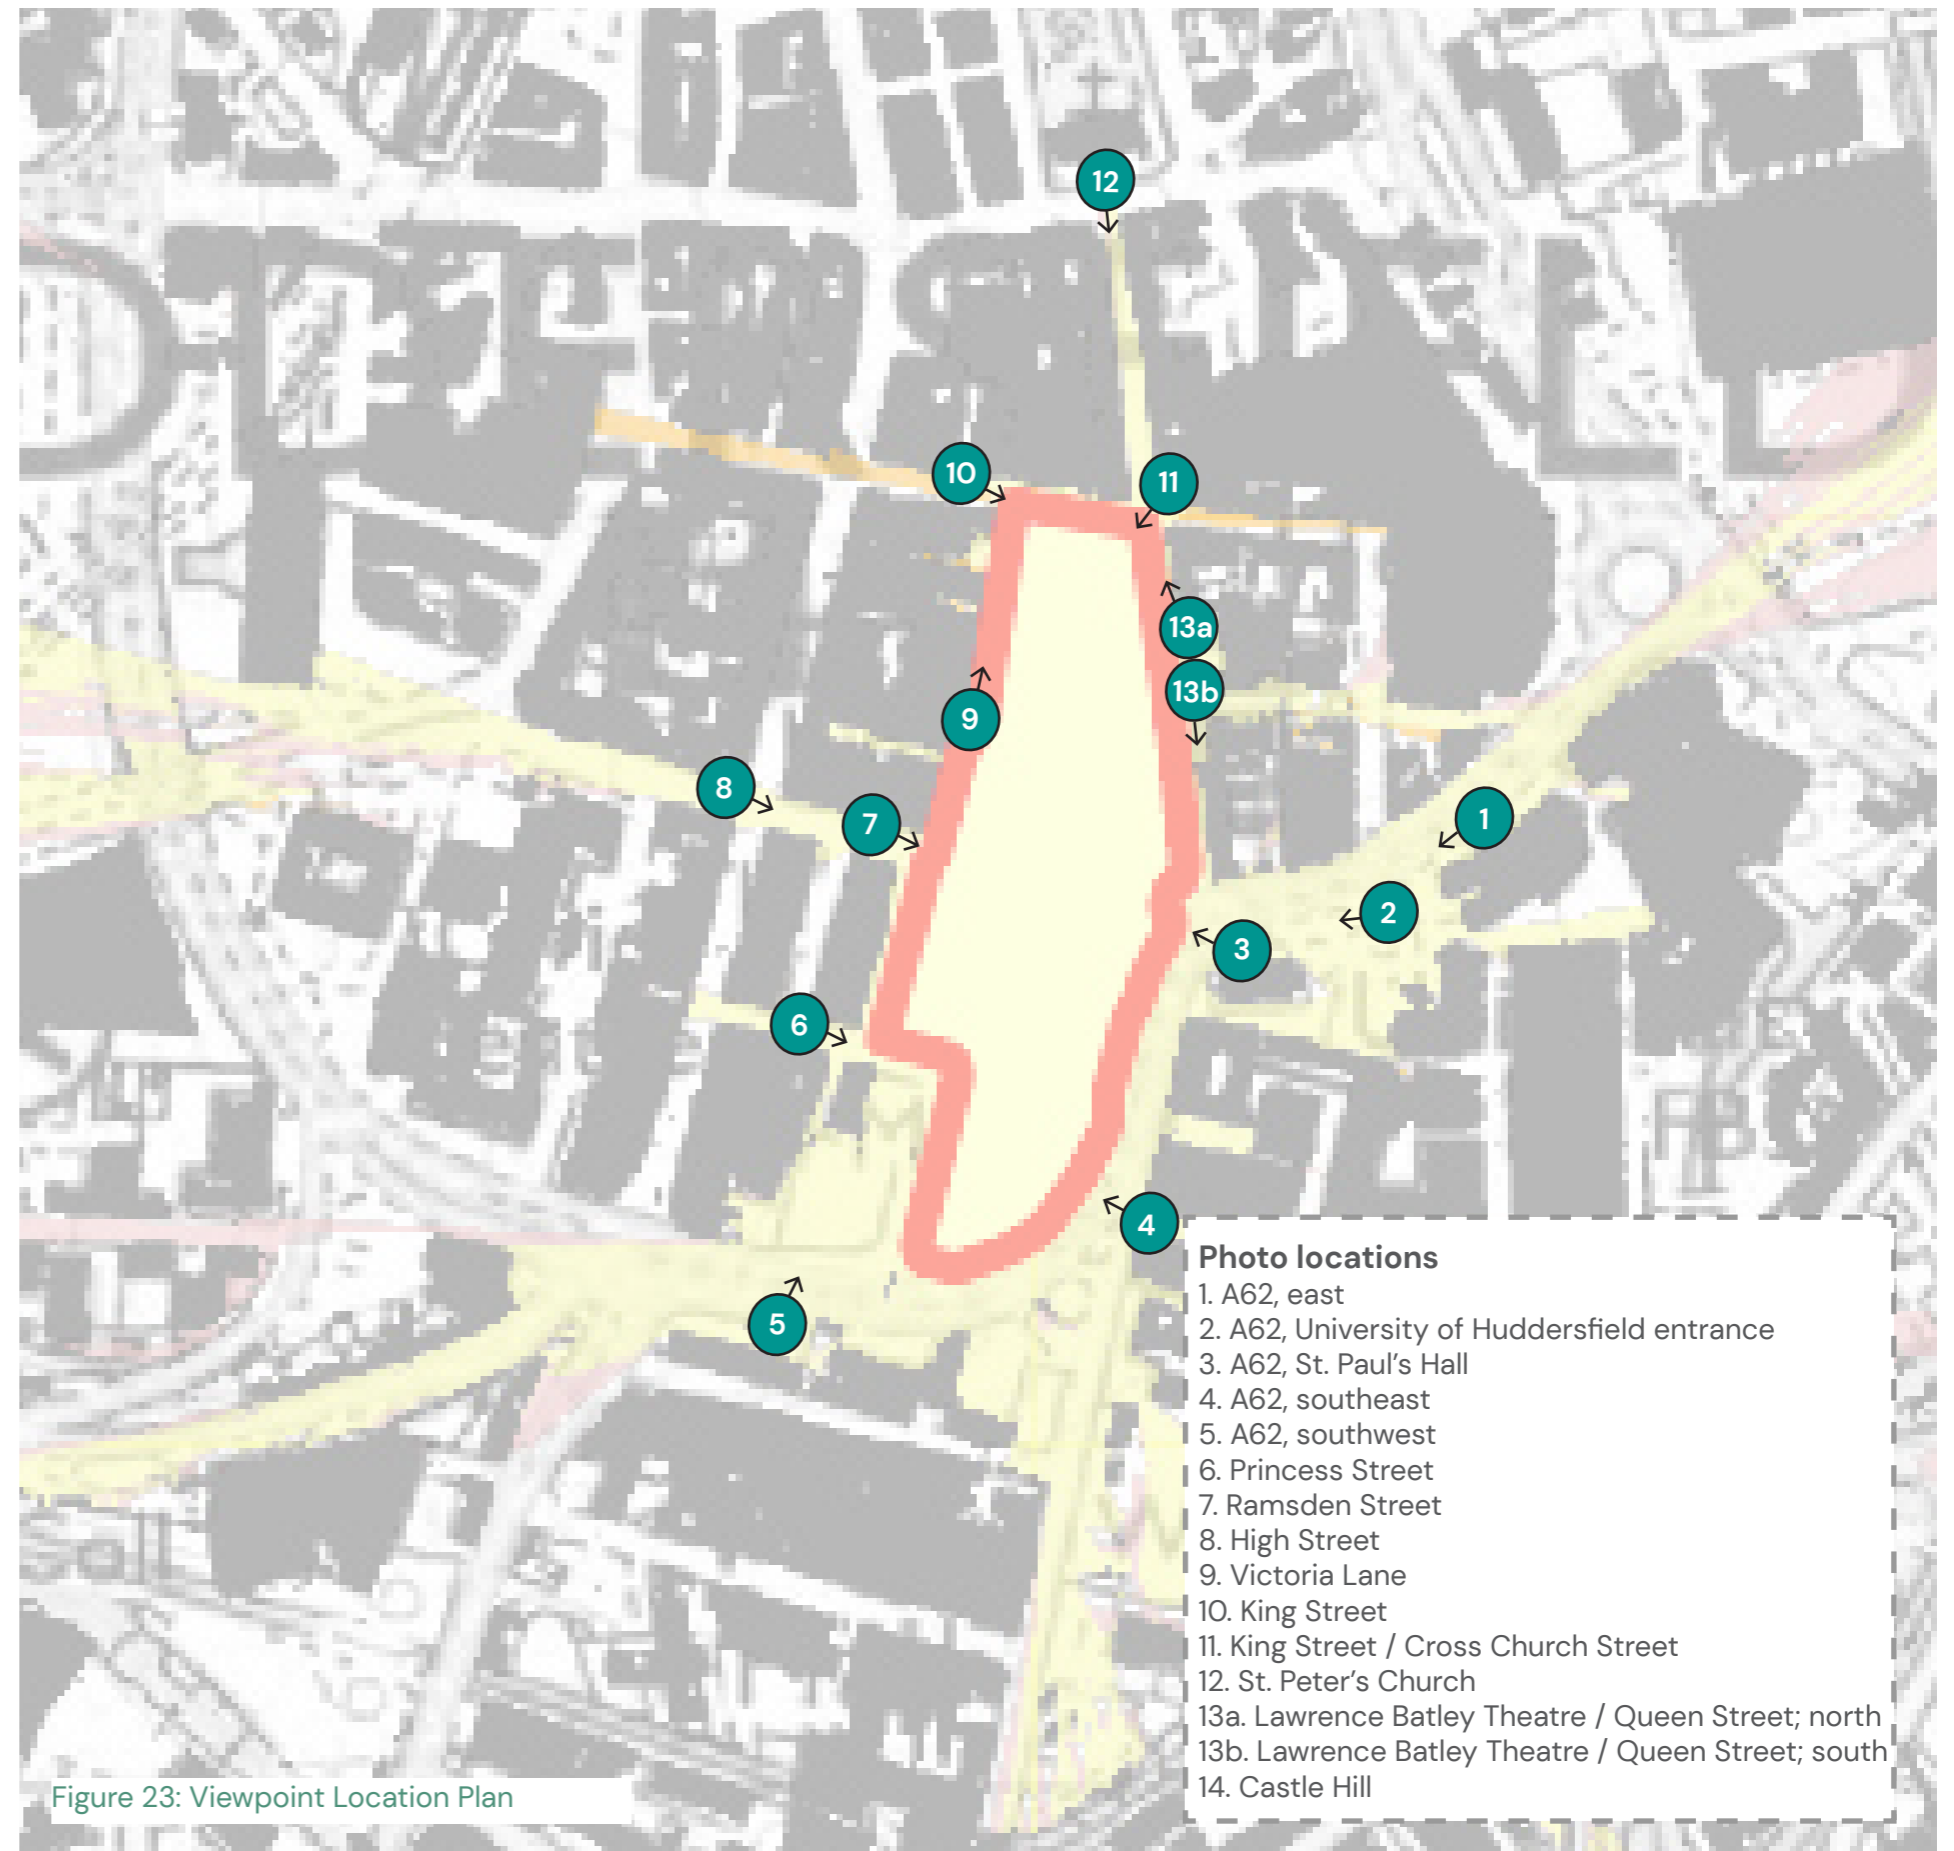 12
10
11
13a
13b
9
8
7
1
2
3
6
4
5
Photo locations
1. A62, east
2. A62, University of Huddersfield entrance
3. A62, St. Paul’s Hall
4. A62, southeast
5. A62, southwest
6. Princess Street
7. Ramsden Street
8. High Street
9. Victoria Lane
10. King Street
11. King Street / Cross Church Street
12. St. Peter’s Church
13a. Lawrence Batley Theatre / Queen Street; north
13b. Lawrence Batley Theatre / Queen Street; south
14. Castle Hill
Figure 23: Viewpoint Location Plan